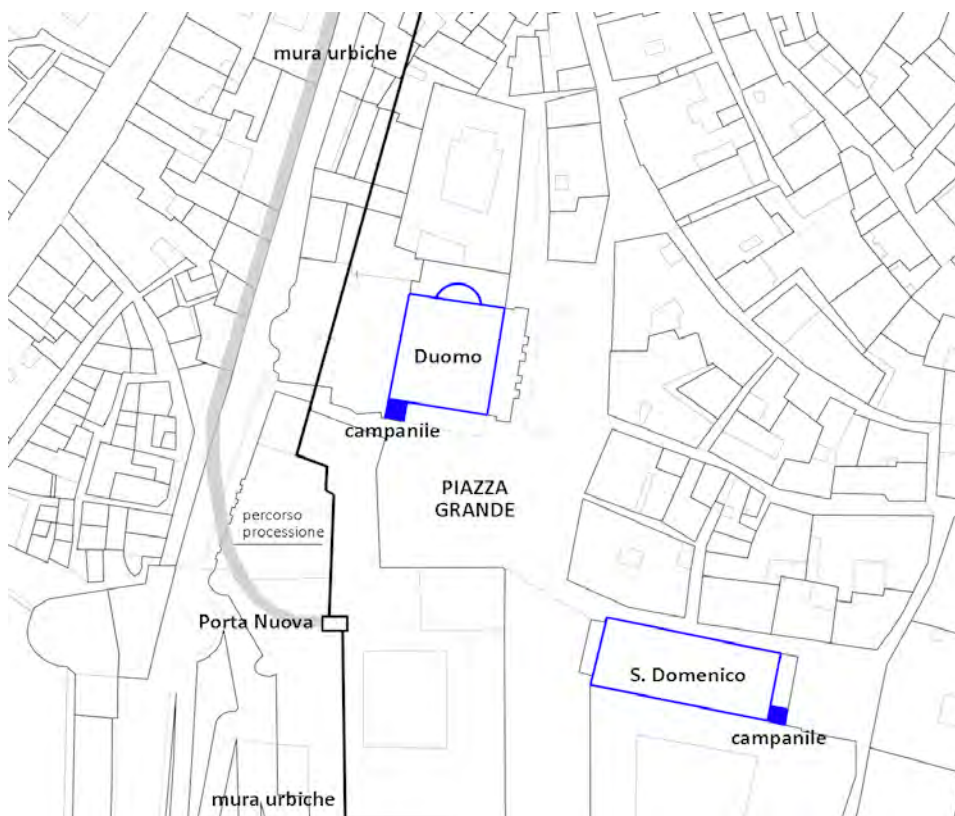 mura urbiche
Duomo
campanile
PIAZZA
GRANDE
percorso
processione
Porta Nuova
S. Domenico
campanile
mura urbiche